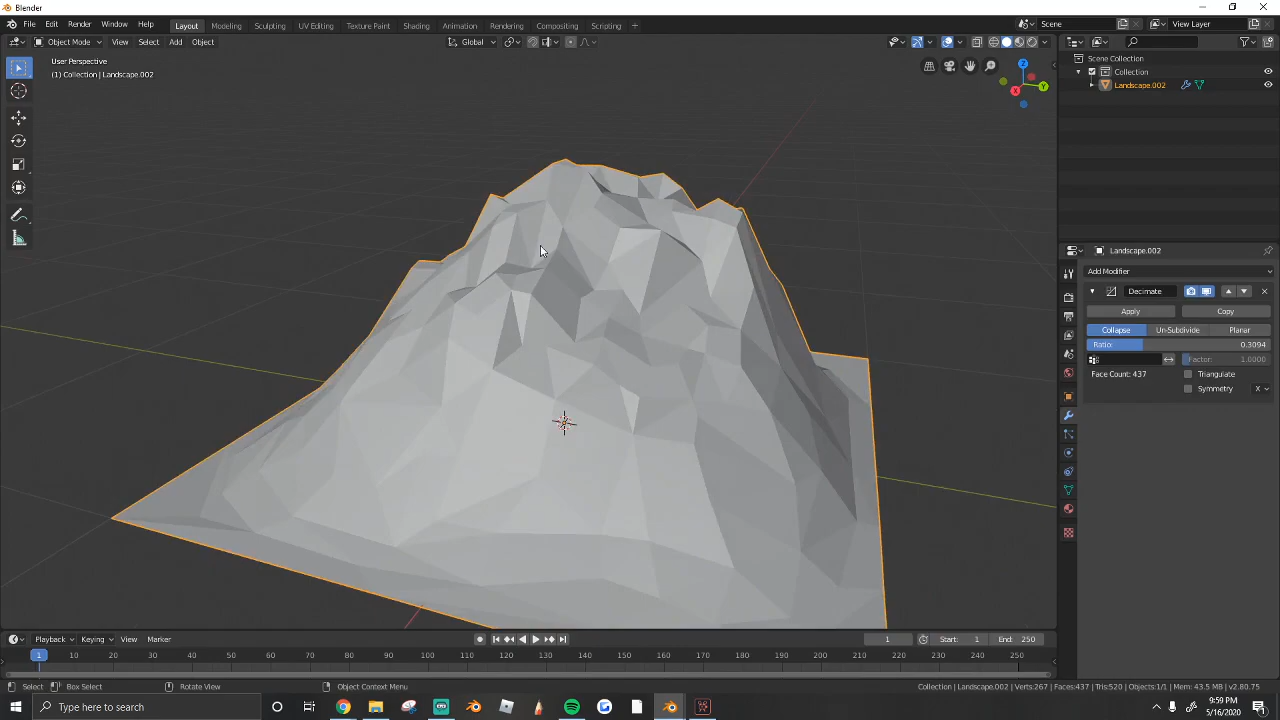 Blender
File Edit Render Window Help Layout Modeling Sculpting UV Editing Texture Paint Shading Animation Rendering Compositing Scripting + Scene View Layer
Object Mode View Select Add Object Global
User Perspective
(1) Collection | Landscape.002
Z
Y
X
Scene Collection
Collection
Landscape.002
Landscape.002
Add Modifier
Decimate
Apply Copy
Collapse Un-Subdivide Planar
Ratio: 0.3094
Factor: 1.0000
Face Count: 437 Triangulate
Symmetry X
Playback Keying View Marker 1 Start: 1 End: 250
1 10 20 30 40 50 60 70 80 90 100 110 120 130 140 150 160 170 180 190 200 210 220 230 240 250
Select Box Select Rotate View Object Context Menu Collection | Landscape.002 | Verts:267 | Faces:437 | Tris:520 | Objects:1/1 | Mem: 43.5 MB | v2.80.75
Type here to search
9:59 PM
5/16/2020